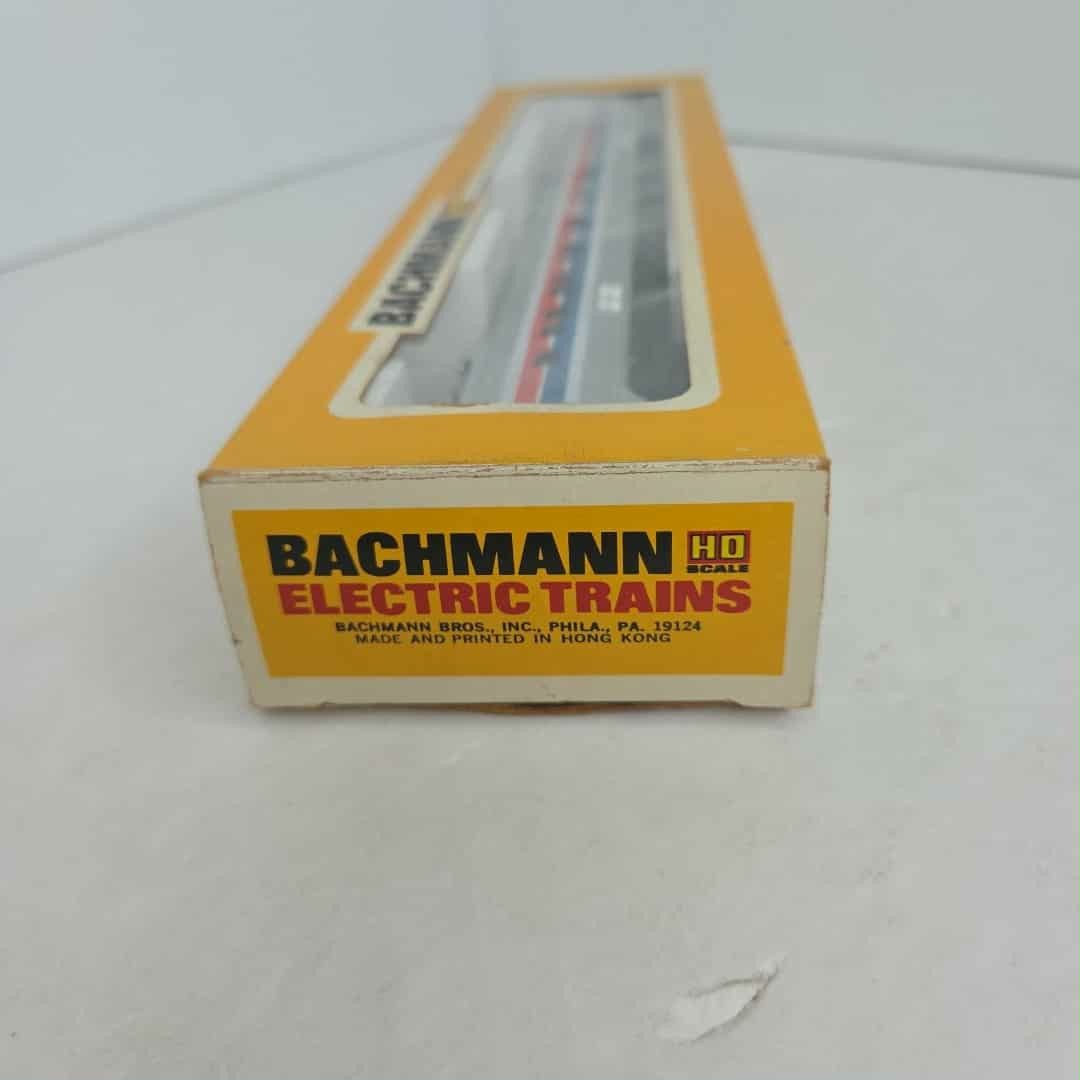 BACHMANN
BACHMANN HO
SCALE
ELECTRIC TRAINS
BACHMANN BROS., INC., PHILA., PA. 19124
MADE AND PRINTED IN HONG KONG